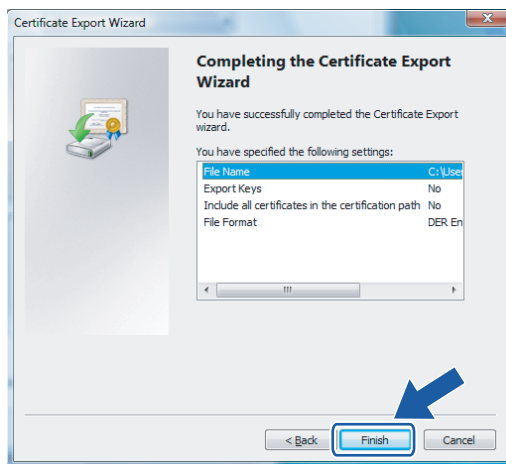 Certificate Export Wizard
Completing the Certificate Export
Wizard
You have successfully completed the Certificate Export
wizard.
You have specified the following settings:
File Name C:\User
Export Keys No
Include all certificates in the certification path No
File Format DER En
< Back
Finish
Cancel